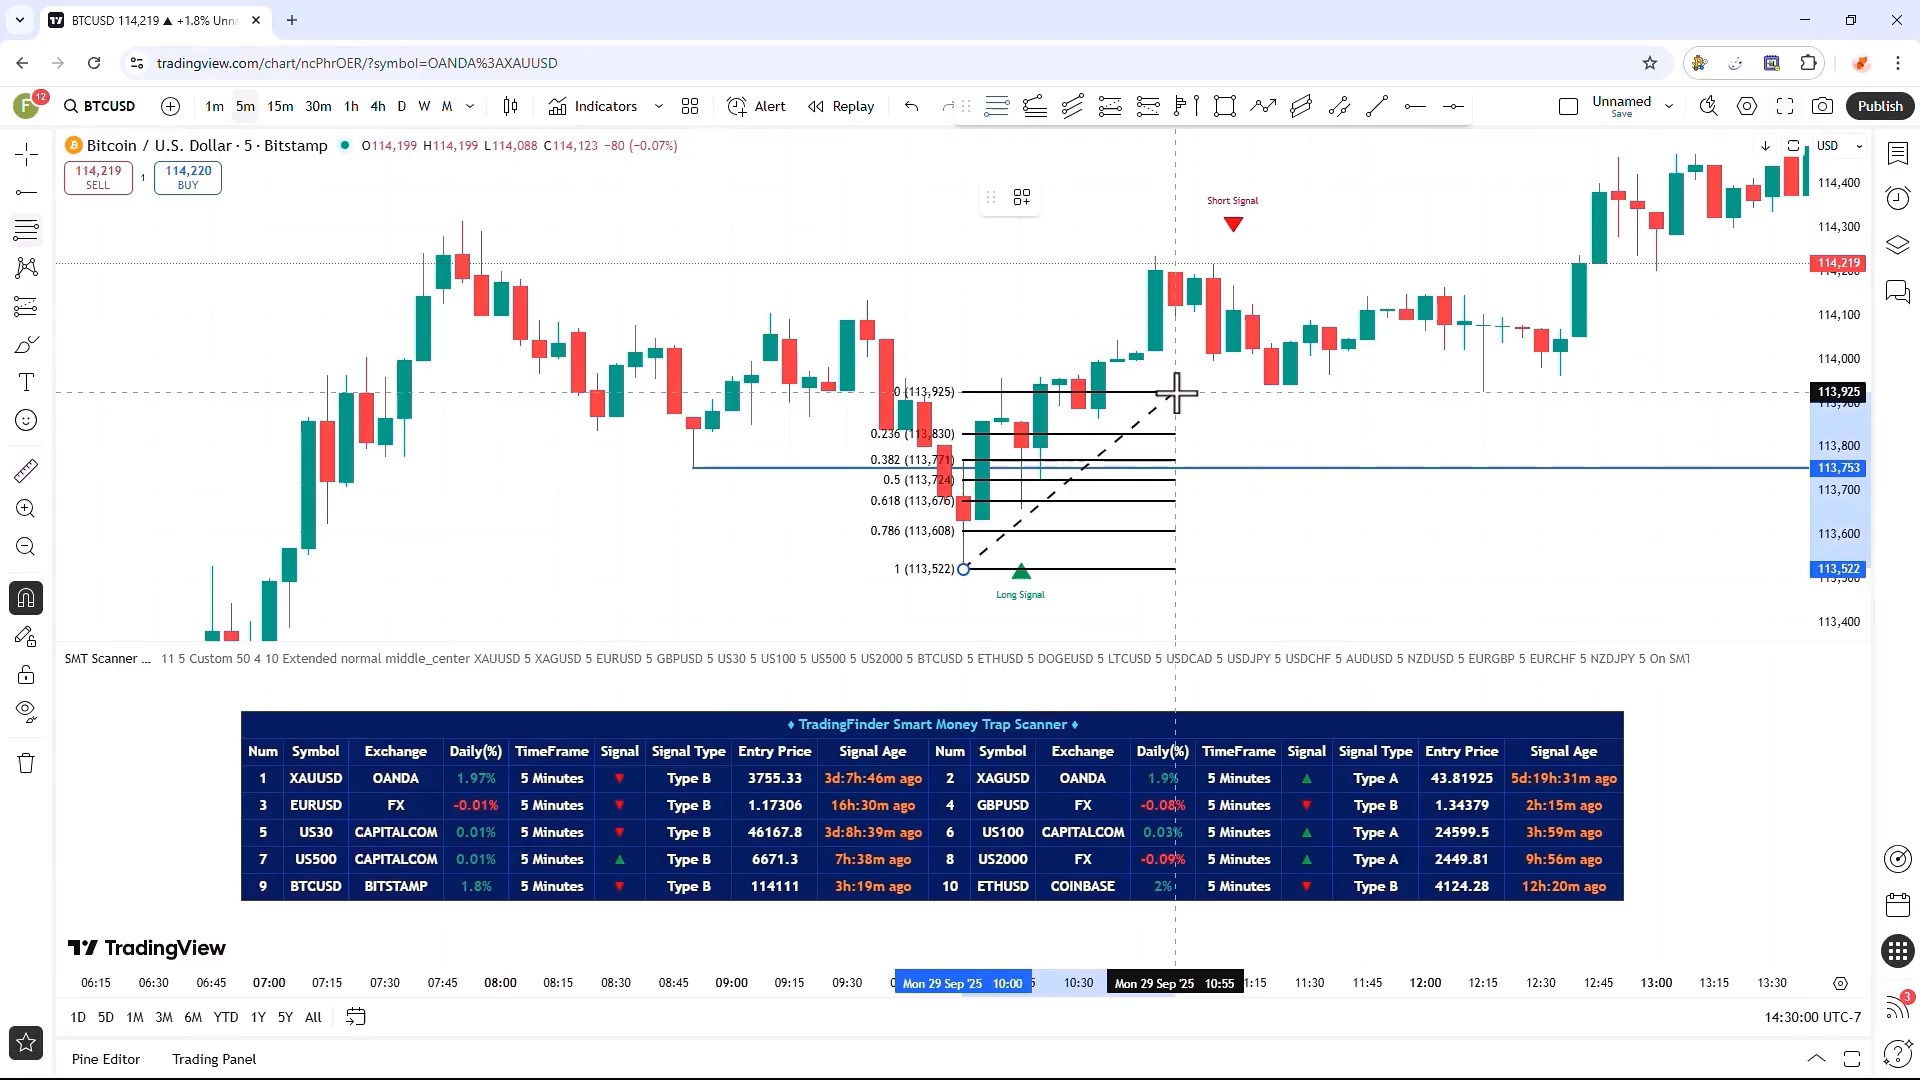 BTCUSD 114,219 ▲ +1.8% Unna
tradingview.com/chart/ncPhrOER/?symbol=OANDA%3AXAUUSD
F 12 BTCUSD 1m 5m 15m 30m 1h 4h D W M Indicators Alert Replay Unnamed Save Publish
Bitcoin / U.S. Dollar · 5 · Bitstamp O114,199 H114,199 L114,088 C114,123 −80 (−0.07%) USD
114,219 SELL 1 114,220 BUY
114,400
Short Signal
114,300
114,219
114,100
114,000
0 (113,925) 113,925
0.236 (113,830)
113,800
0.382 (113,771)
113,753
0.5 (113,724)
113,700
0.618 (113,676)
0.786 (113,608) 113,600
1 (113,522) 113,522
Long Signal
113,400
SMT Scanner ... 11 5 Custom 50 4 10 Extended normal middle_center XAUUSD 5 XAGUSD 5 EURUSD 5 GBPUSD 5 US30 5 US100 5 US500 5 US2000 5 BTCUSD 5 ETHUSD 5 DOGEUSD 5 LTCUSD 5 USDCAD 5 USDJPY 5 USDCHF 5 AUDUSD 5 NZDUSD 5 EURGBP 5 EURCHF 5 NZDJPY 5 On SMT
♦ TradingFinder Smart Money Trap Scanner ♦
Num Symbol Exchange Daily(%) TimeFrame Signal Signal Type Entry Price Signal Age Num Symbol Exchange Daily(%) TimeFrame Signal Signal Type Entry Price Signal Age
1 XAUUSD OANDA 1.97% 5 Minutes ▼ Type B 3755.33 3d:7h:46m ago 2 XAGUSD OANDA 1.9% 5 Minutes ▲ Type A 43.81925 5d:19h:31m ago
3 EURUSD FX -0.01% 5 Minutes ▼ Type B 1.17306 16h:30m ago 4 GBPUSD FX -0.08% 5 Minutes ▼ Type B 1.34379 2h:15m ago
5 US30 CAPITALCOM 0.01% 5 Minutes ▼ Type B 46167.8 3d:8h:39m ago 6 US100 CAPITALCOM 0.03% 5 Minutes ▲ Type A 24599.5 3h:59m ago
7 US500 CAPITALCOM 0.01% 5 Minutes ▲ Type B 6671.3 7h:38m ago 8 US2000 FX -0.09% 5 Minutes ▲ Type A 2449.81 9h:56m ago
9 BTCUSD BITSTAMP 1.8% 5 Minutes ▼ Type B 114111 3h:19m ago 10 ETHUSD COINBASE 2% 5 Minutes ▼ Type B 4124.28 12h:20m ago
TradingView
06:15 06:30 06:45 07:00 07:15 07:30 07:45 08:00 08:15 08:30 08:45 09:00 09:15 09:30 Mon 29 Sep '25 10:00 10:30 Mon 29 Sep '25 10:55 1:15 11:30 11:45 12:00 12:15 12:30 12:45 13:00 13:15 13:30
1D 5D 1M 3M 6M YTD 1Y 5Y All 14:30:00 UTC-7
3
Pine Editor Trading Panel